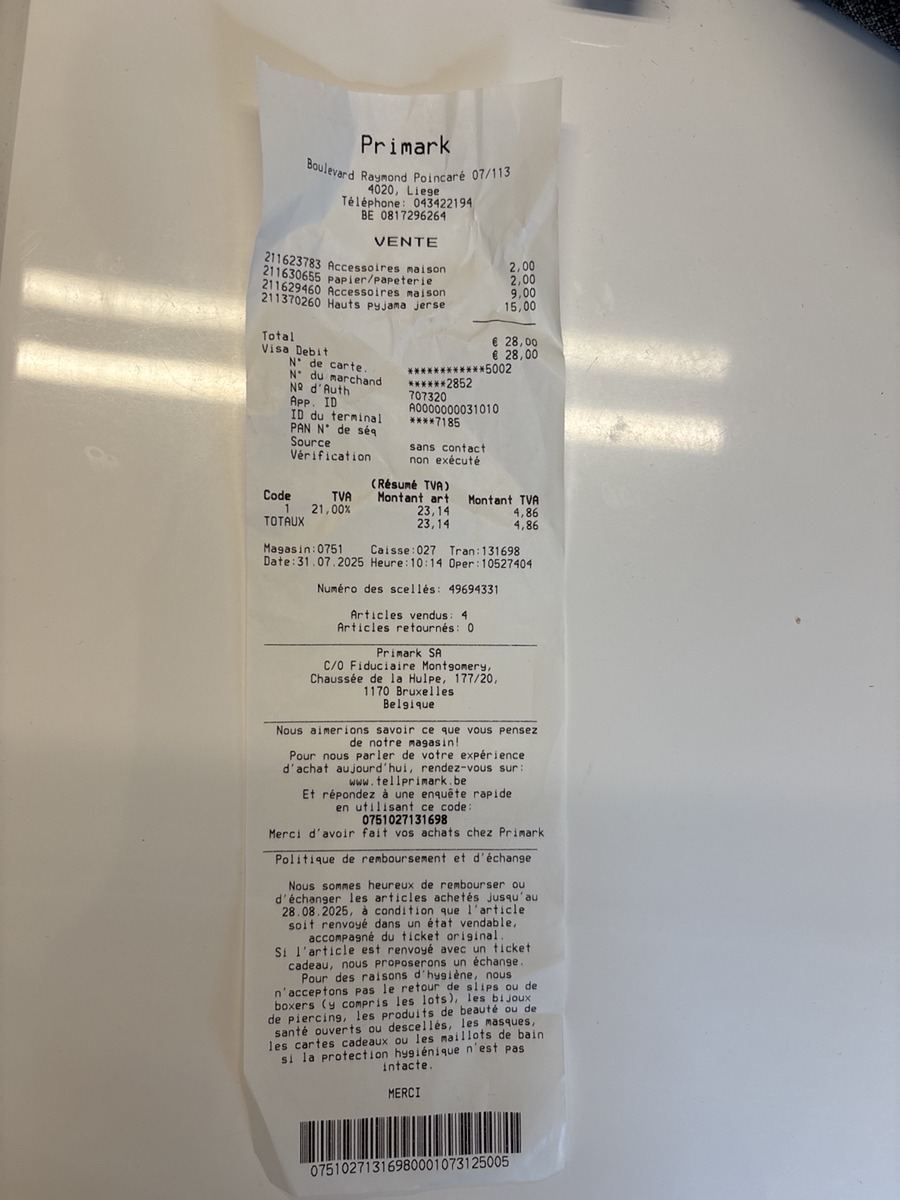 Primark
Boulevard Raymond Poincaré 07/113
4020, Liege
Téléphone: 043422194
BE 0817296264
VENTE
211623783 Accessoires maison 2,00
211630655 Papier/papeterie 2,00
211629460 Accessoires maison 9,00
211370260 Hauts pyjama jerse 15,00
Total € 28,00
Visa Debit € 28,00
N° de carte. ************5002
N° du marchand ******2852
Nº d'Auth 707320
App. ID A0000000031010
ID du terminal ****7185
PAN N° de séq
Source sans contact
Vérification non exécuté
(Résumé TVA)
Code TVA Montant art Montant TVA
1 21,00% 23,14 4,86
TOTAUX 23,14 4,86
Magasin:0751 Caisse:027 Tran:131698
Date:31.07.2025 Heure:10:14 Oper:10527404
Numéro des scellés: 49694331
Articles vendus: 4
Articles retournés: 0
Primark SA
C/O Fiduciaire Montgomery,
Chaussée de la Hulpe, 177/20,
1170 Bruxelles
Belgique
Nous aimerions savoir ce que vous pensez
de notre magasin!
Pour nous parler de votre expérience
d'achat aujourd'hui, rendez-vous sur:
www.tellprimark.be
Et répondez à une enquête rapide
en utilisant ce code:
0751027131698
Merci d'avoir fait vos achats chez Primark
Politique de remboursement et d'échange
Nous sommes heureux de rembourser ou
d'échanger les articles achetés jusqu'au
28.08.2025, à condition que l'article
soit renvoyé dans un état vendable,
accompagné du ticket original.
Si l'article est renvoyé avec un ticket
cadeau, nous proposerons un échange.
Pour des raisons d'hygiène, nous
n'acceptons pas le retour de slips ou de
boxers (y compris les lots), les bijoux
de piercing, les produits de beauté ou de
santé ouverts ou descellés, les masques,
les cartes cadeaux ou les maillots de bain
si la protection hygiénique n'est pas
intacte.
MERCI
07510271316980001073125005